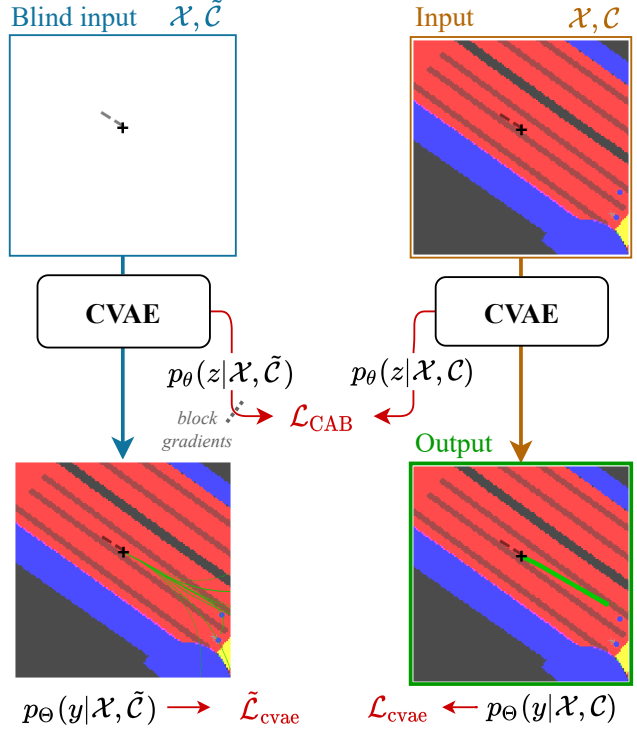 Blind input 𝒳, 𝒞̃
Input 𝒳, 𝒞
CVAE
CVAE
p_θ(z|𝒳, 𝒞̃)
p_θ(z|𝒳, 𝒞)
block
gradients
ℒ_CAB
Output
p_Θ(y|𝒳, 𝒞̃) → ℒ̃_cvae
ℒ_cvae ← p_Θ(y|𝒳, 𝒞)